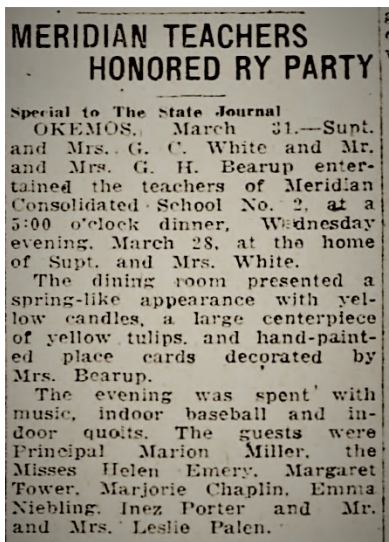 MERIDIAN TEACHERS
HONORED RY PARTY
Special to The State Journal
OKEMOS, March 31.—Supt.
and Mrs. G. C. White and Mr.
and Mrs. G. H. Bearup enter-
tained the teachers of Meridian
Consolidated School No. 2, at a
5:00 o'clock dinner, Wednesday
evening, March 28, at the home
of Supt. and Mrs. White.
The dining room presented a
spring-like appearance with yel-
low candles, a large centerpiece
of yellow tulips, and hand-paint-
ed place cards decorated by
Mrs. Bearup.
The evening was spent with
music, indoor baseball and in-
door quoits. The guests were
Principal Marion Miller, the
Misses Helen Emery, Margaret
Tower, Marjorie Chaplin, Emma
Niebling, Inez Porter and Mr.
and Mrs. Leslie Palen.